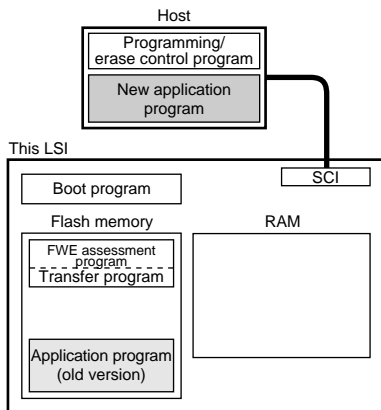 Host
Programming/
erase control program
New application
program
This LSI
SCI
Boot program
Flash memory
RAM
FWE assessment
program
Transfer program
Application program
(old version)